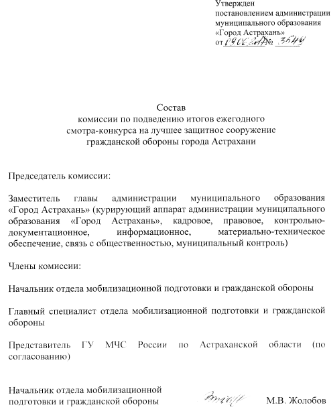 Утвержден
постановлением администрации
муниципального образования
«Город Астрахань»
от №
Состав
комиссии по подведению итогов ежегодного
смотра-конкурса на лучшее защитное сооружение
гражданской обороны города Астрахани
Председатель комиссии:
Заместитель главы администрации муниципального образования
«Город Астрахань» (курирующий аппарат администрации муниципального
образования «Город Астрахань», кадровое, правовое, контрольно-
документационное, информационное, материально-техническое
обеспечение, связь с общественностью, муниципальный контроль)
Члены комиссии:
Начальник отдела мобилизационной подготовки и гражданской обороны
Главный специалист отдела мобилизационной подготовки и гражданской
обороны
Представитель ГУ МЧС России по Астраханской области (по
согласованию)
Начальник отдела мобилизационной
подготовки и гражданской обороны М.В. Жолобов